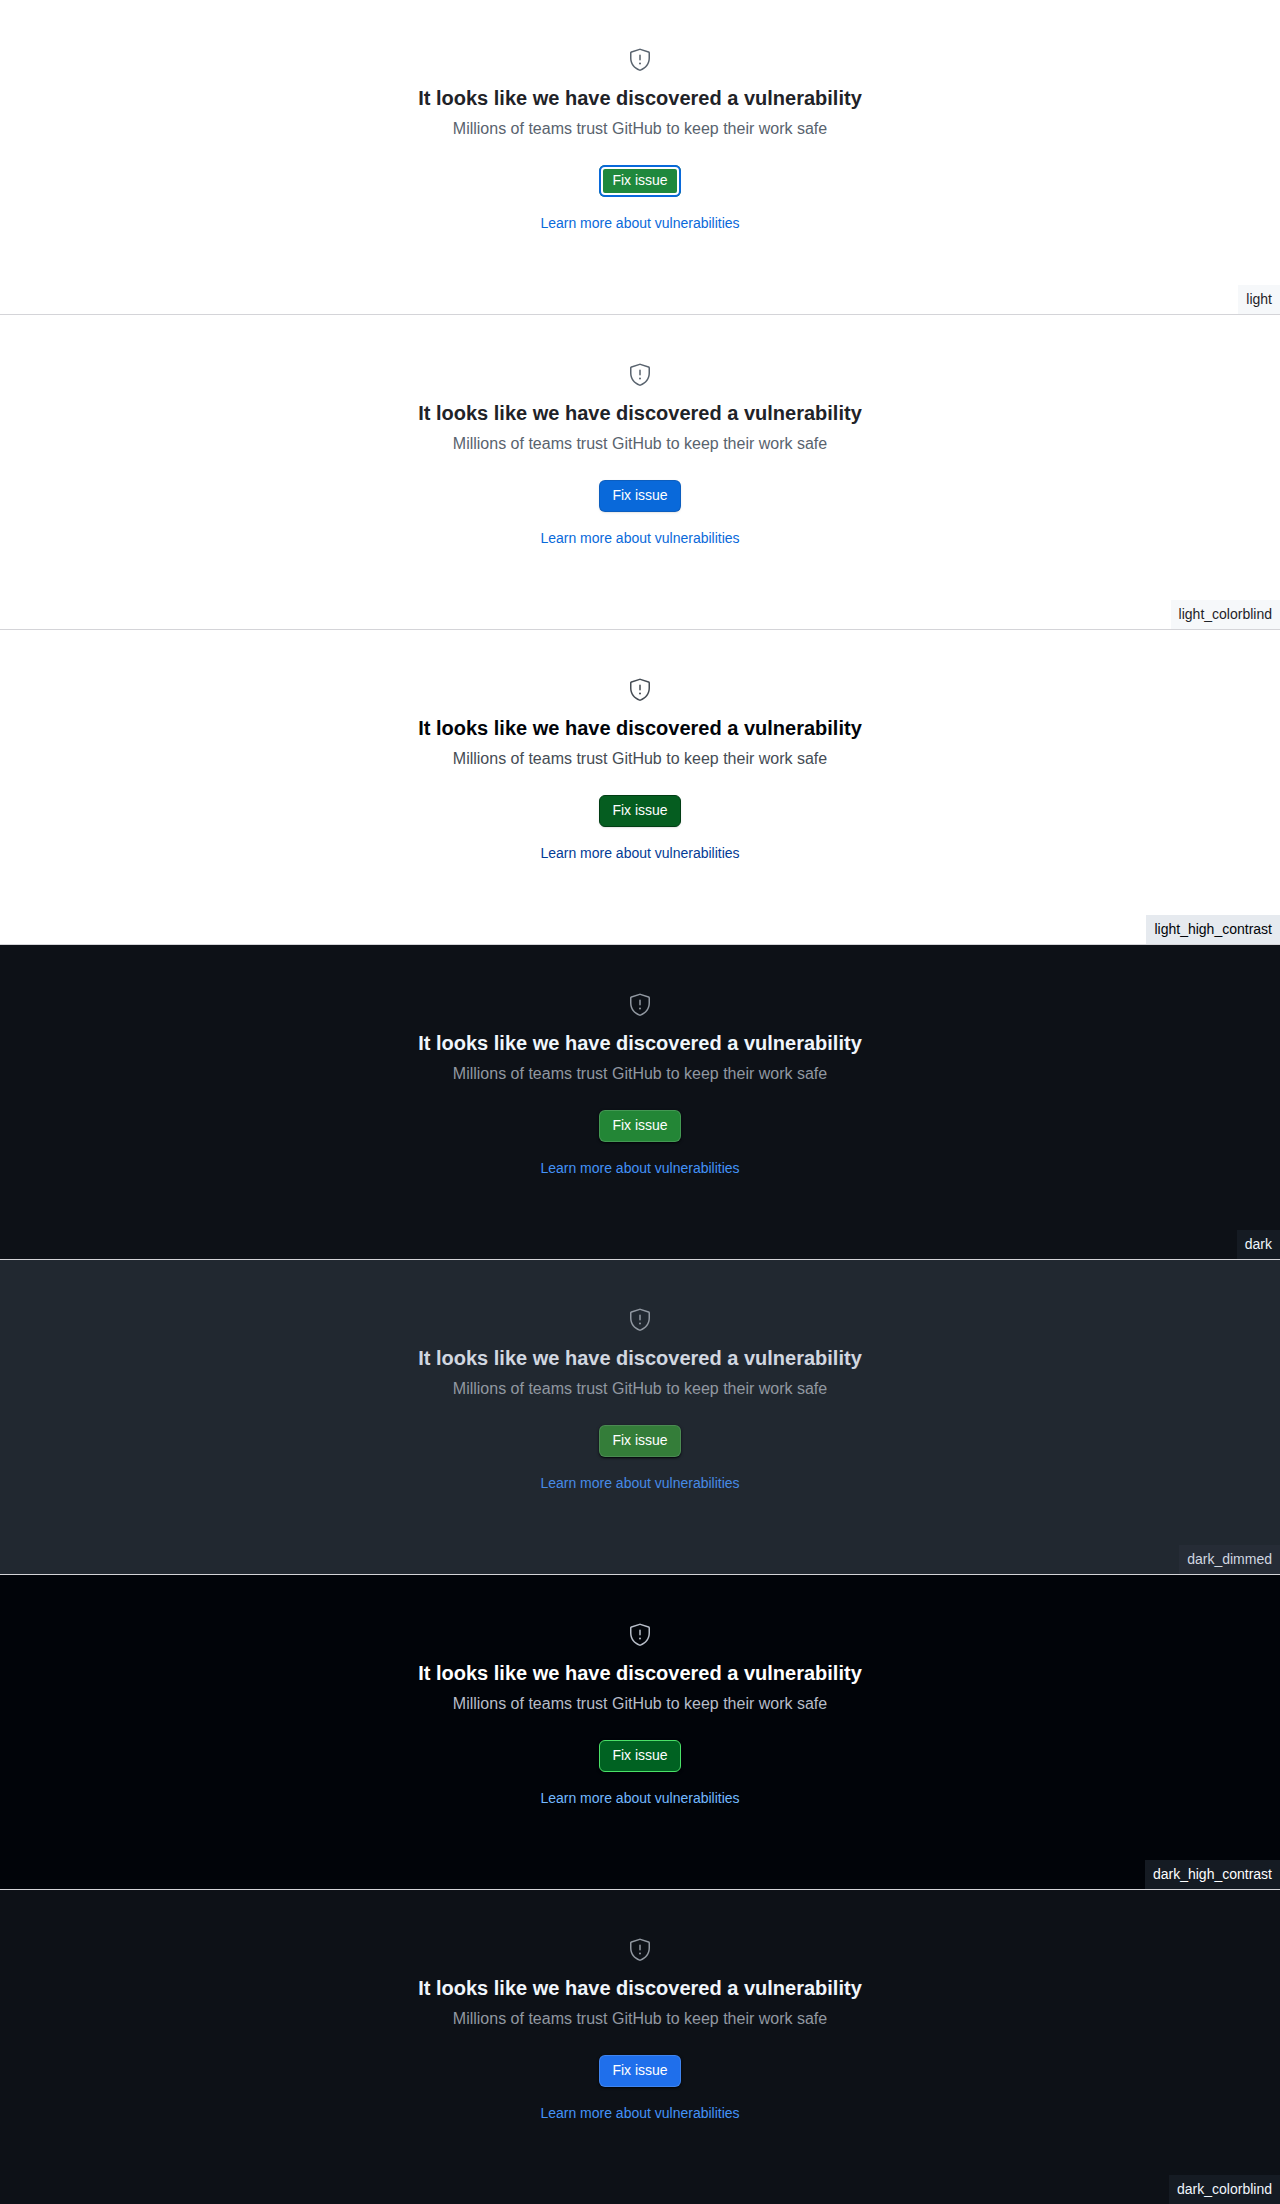 It looks like we have discovered a vulnerability
Millions of teams trust GitHub to keep their work safe
Fix issue
Learn more about vulnerabilities
light
It looks like we have discovered a vulnerability
Millions of teams trust GitHub to keep their work safe
Fix issue
Learn more about vulnerabilities
light_colorblind
It looks like we have discovered a vulnerability
Millions of teams trust GitHub to keep their work safe
Fix issue
Learn more about vulnerabilities
light_high_contrast
It looks like we have discovered a vulnerability
Millions of teams trust GitHub to keep their work safe
Fix issue
Learn more about vulnerabilities
dark
It looks like we have discovered a vulnerability
Millions of teams trust GitHub to keep their work safe
Fix issue
Learn more about vulnerabilities
dark_dimmed
It looks like we have discovered a vulnerability
Millions of teams trust GitHub to keep their work safe
Fix issue
Learn more about vulnerabilities
dark_high_contrast
It looks like we have discovered a vulnerability
Millions of teams trust GitHub to keep their work safe
Fix issue
Learn more about vulnerabilities
dark_colorblind